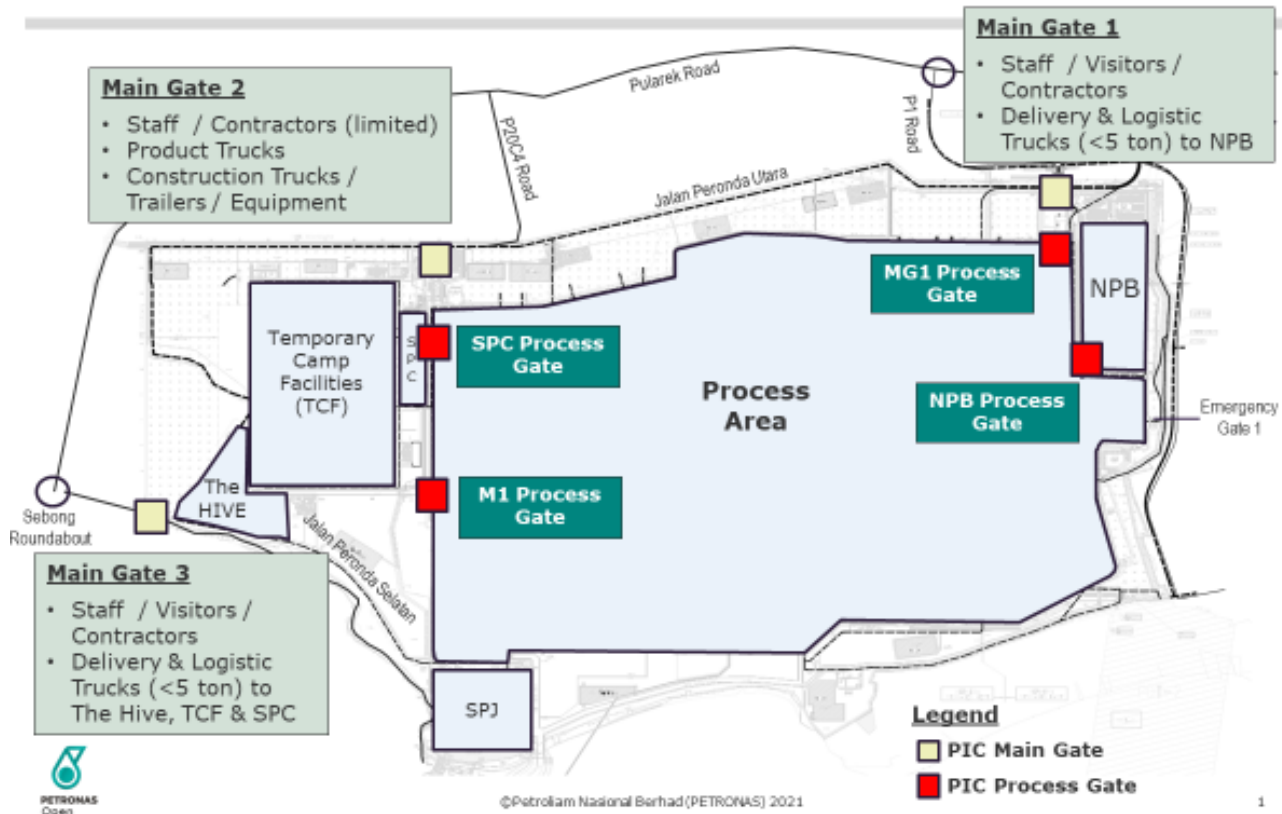 Main Gate 1
• Staff / Visitors /
Contractors
• Delivery & Logistic
Trucks (<5 ton) to NPB
Main Gate 2
• Staff / Contractors (limited)
• Product Trucks
• Construction Trucks /
Trailers / Equipment
Pularek Road
P1 Road
P20C4 Road
Jalan Peronda Utara
MG1 Process
Gate
NPB
Temporary
Camp
Facilities
(TCF)
SPC
SPC Process
Gate
Process
Area
NPB Process
Gate
Emergency
Gate 1
The
HIVE
M1 Process
Gate
Sebong
Roundabout
Jalan Peronda Selatan
Main Gate 3
• Staff / Visitors /
Contractors
• Delivery & Logistic
Trucks (<5 ton) to
The Hive, TCF & SPC
SPJ
Legend
PIC Main Gate
PIC Process Gate
PETRONAS
Open
©Petroliam Nasional Berhad (PETRONAS) 2021
1